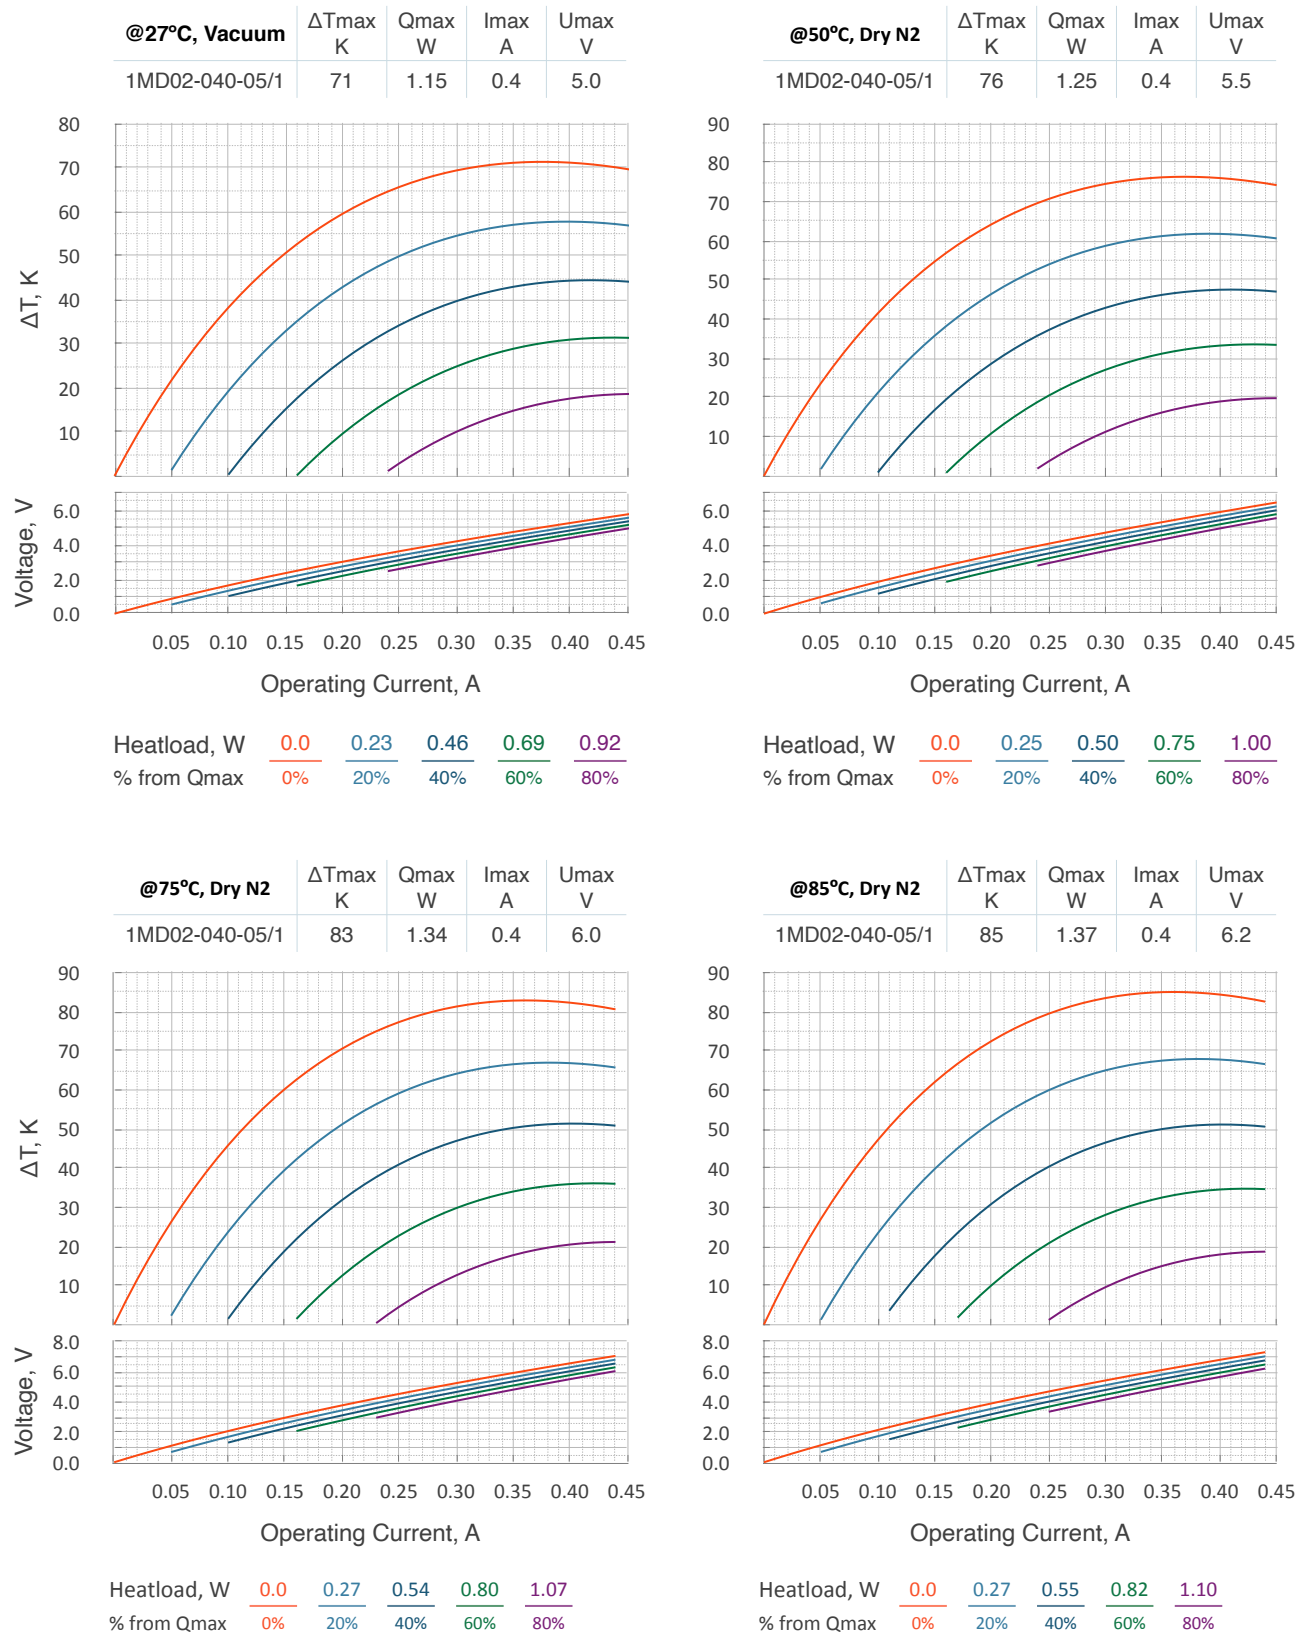 @27°C, Vacuum ΔTmax K Qmax W Imax A Umax V
1MD02-040-05/1 71 1.15 0.4 5.0
80
70
60
50
40
30
20
10
ΔT, K
6.0
4.0
2.0
0.0
Voltage, V
0.05 0.10 0.15 0.20 0.25 0.30 0.35 0.40 0.45
Operating Current, A
Heatload, W 0.0 0.23 0.46 0.69 0.92
% from Qmax 0% 20% 40% 60% 80%
@50°C, Dry N2 ΔTmax K Qmax W Imax A Umax V
1MD02-040-05/1 76 1.25 0.4 5.5
90
80
70
60
50
40
30
20
10
6.0
4.0
2.0
0.0
0.05 0.10 0.15 0.20 0.25 0.30 0.35 0.40 0.45
Operating Current, A
Heatload, W 0.0 0.25 0.50 0.75 1.00
% from Qmax 0% 20% 40% 60% 80%
@75°C, Dry N2 ΔTmax K Qmax W Imax A Umax V
1MD02-040-05/1 83 1.34 0.4 6.0
90
80
70
60
50
40
30
20
10
ΔT, K
8.0
6.0
4.0
2.0
0.0
Voltage, V
0.05 0.10 0.15 0.20 0.25 0.30 0.35 0.40 0.45
Operating Current, A
Heatload, W 0.0 0.27 0.54 0.80 1.07
% from Qmax 0% 20% 40% 60% 80%
@85°C, Dry N2 ΔTmax K Qmax W Imax A Umax V
1MD02-040-05/1 85 1.37 0.4 6.2
90
80
70
60
50
40
30
20
10
8.0
6.0
4.0
2.0
0.0
0.05 0.10 0.15 0.20 0.25 0.30 0.35 0.40 0.45
Operating Current, A
Heatload, W 0.0 0.27 0.55 0.82 1.10
% from Qmax 0% 20% 40% 60% 80%